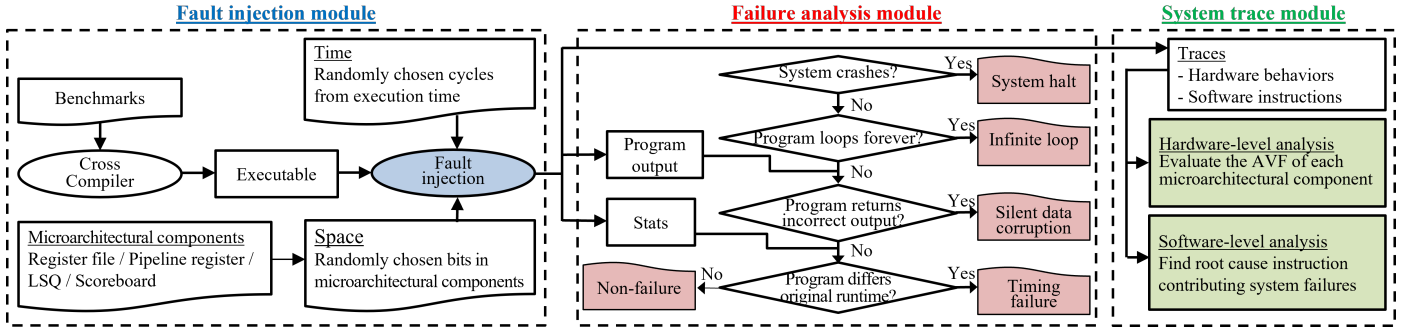 Fault injection module
Benchmarks
Time
Randomly chosen cycles
from execution time
Cross
Compiler
Executable
Fault
injection
Microarchitectural components
Register file / Pipeline register /
LSQ / Scoreboard
Space
Randomly chosen bits in
microarchitectural components
Failure analysis module
System crashes?
Yes
System halt
No
Program
output
Program loops forever?
Yes
Infinite loop
No
Stats
Program returns
incorrect output?
Yes
Silent data
corruption
No
Non-failure
No
Program differs
original runtime?
Yes
Timing
failure
System trace module
Traces
- Hardware behaviors
- Software instructions
Hardware-level analysis
Evaluate the AVF of each
microarchitectural component
Software-level analysis
Find root cause instruction
contributing system failures